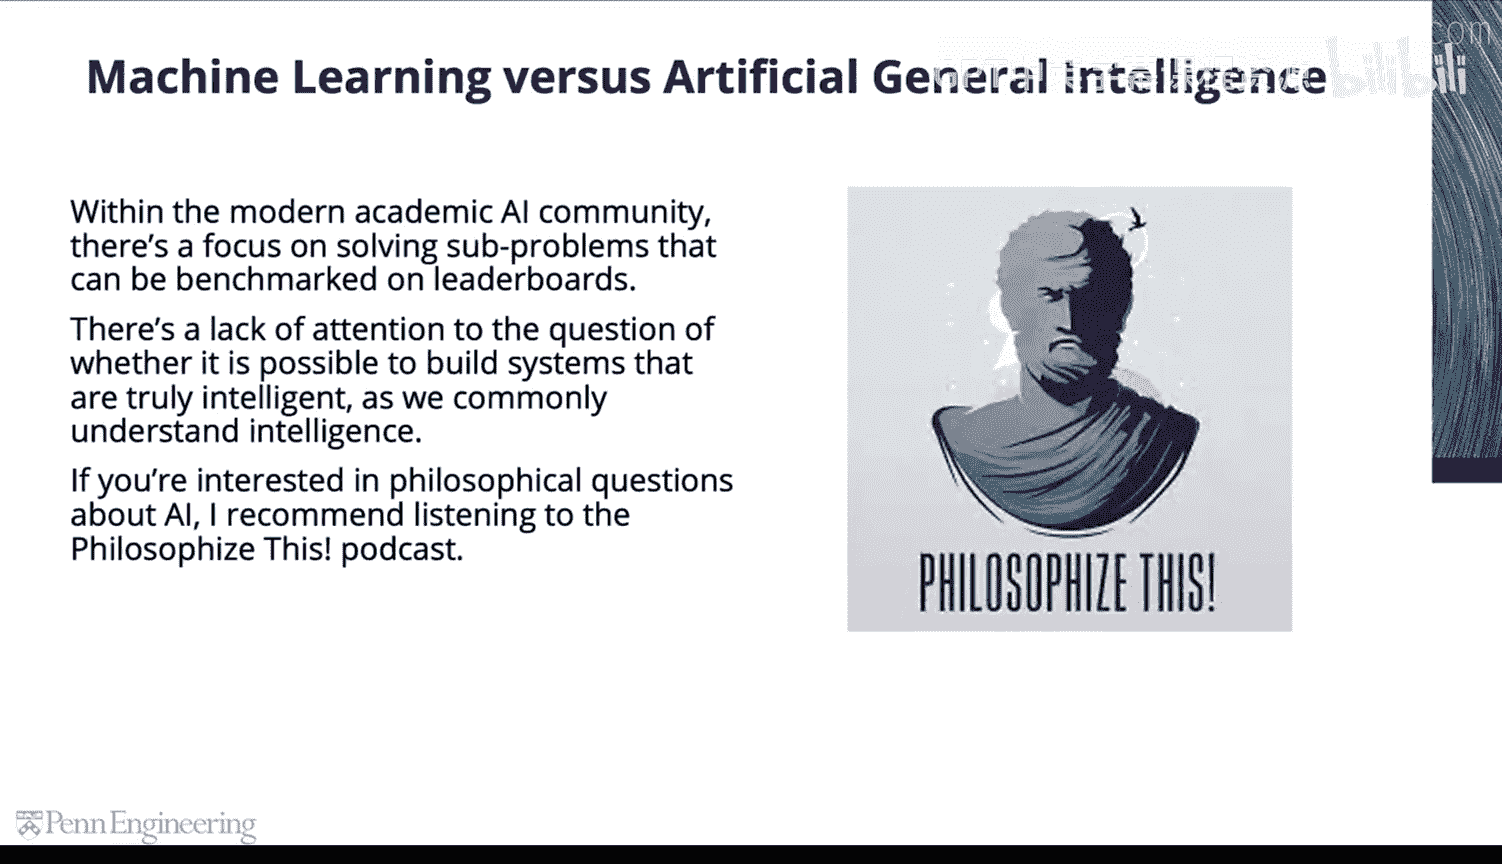 Machine Learning versus Artificial General Intelligence
Within the modern academic AI community,
there's a focus on solving sub-problems that
can be benchmarked on leaderboards.
There's a lack of attention to the question of
whether it is possible to build systems that
are truly intelligent, as we commonly
understand intelligence.
If you're interested in philosophical questions
about AI, I recommend listening to the
Philosophize This! podcast.
PHILOSOPHIZE THIS!
Penn Engineering
.com
bilibili